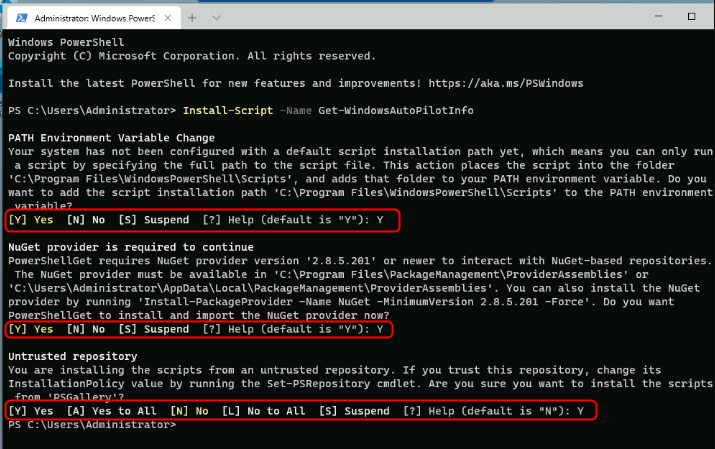 Administrator: Windows PowerS
Windows PowerShell
Copyright (C) Microsoft Corporation. All rights reserved.
Install the latest PowerShell for new features and improvements! https://aka.ms/PSWindows
PS C:\Users\Administrator> Install-Script -Name Get-WindowsAutoPilotInfo
PATH Environment Variable Change
Your system has not been configured with a default script installation path yet, which means you can only run
a script by specifying the full path to the script file. This action places the script into the folder
'C:\Program Files\WindowsPowerShell\Scripts', and adds that folder to your PATH environment variable. Do you
want to add the script installation path 'C:\Program Files\WindowsPowerShell\Scripts' to the PATH environment
variable?
[Y] Yes [N] No [S] Suspend [?] Help (default is "Y"): Y
NuGet provider is required to continue
PowerShellGet requires NuGet provider version '2.8.5.201' or newer to interact with NuGet-based repositories.
The NuGet provider must be available in 'C:\Program Files\PackageManagement\ProviderAssemblies' or
'C:\Users\Administrator\AppData\Local\PackageManagement\ProviderAssemblies'. You can also install the NuGet
provider by running 'Install-PackageProvider -Name NuGet -MinimumVersion 2.8.5.201 -Force'. Do you want
PowerShellGet to install and import the NuGet provider now?
[Y] Yes [N] No [S] Suspend [?] Help (default is "Y"): Y
Untrusted repository
You are installing the scripts from an untrusted repository. If you trust this repository, change its
InstallationPolicy value by running the Set-PSRepository cmdlet. Are you sure you want to install the scripts
from 'PSGallery'?
[Y] Yes [A] Yes to All [N] No [L] No to All [S] Suspend [?] Help (default is "N"): Y
PS C:\Users\Administrator>